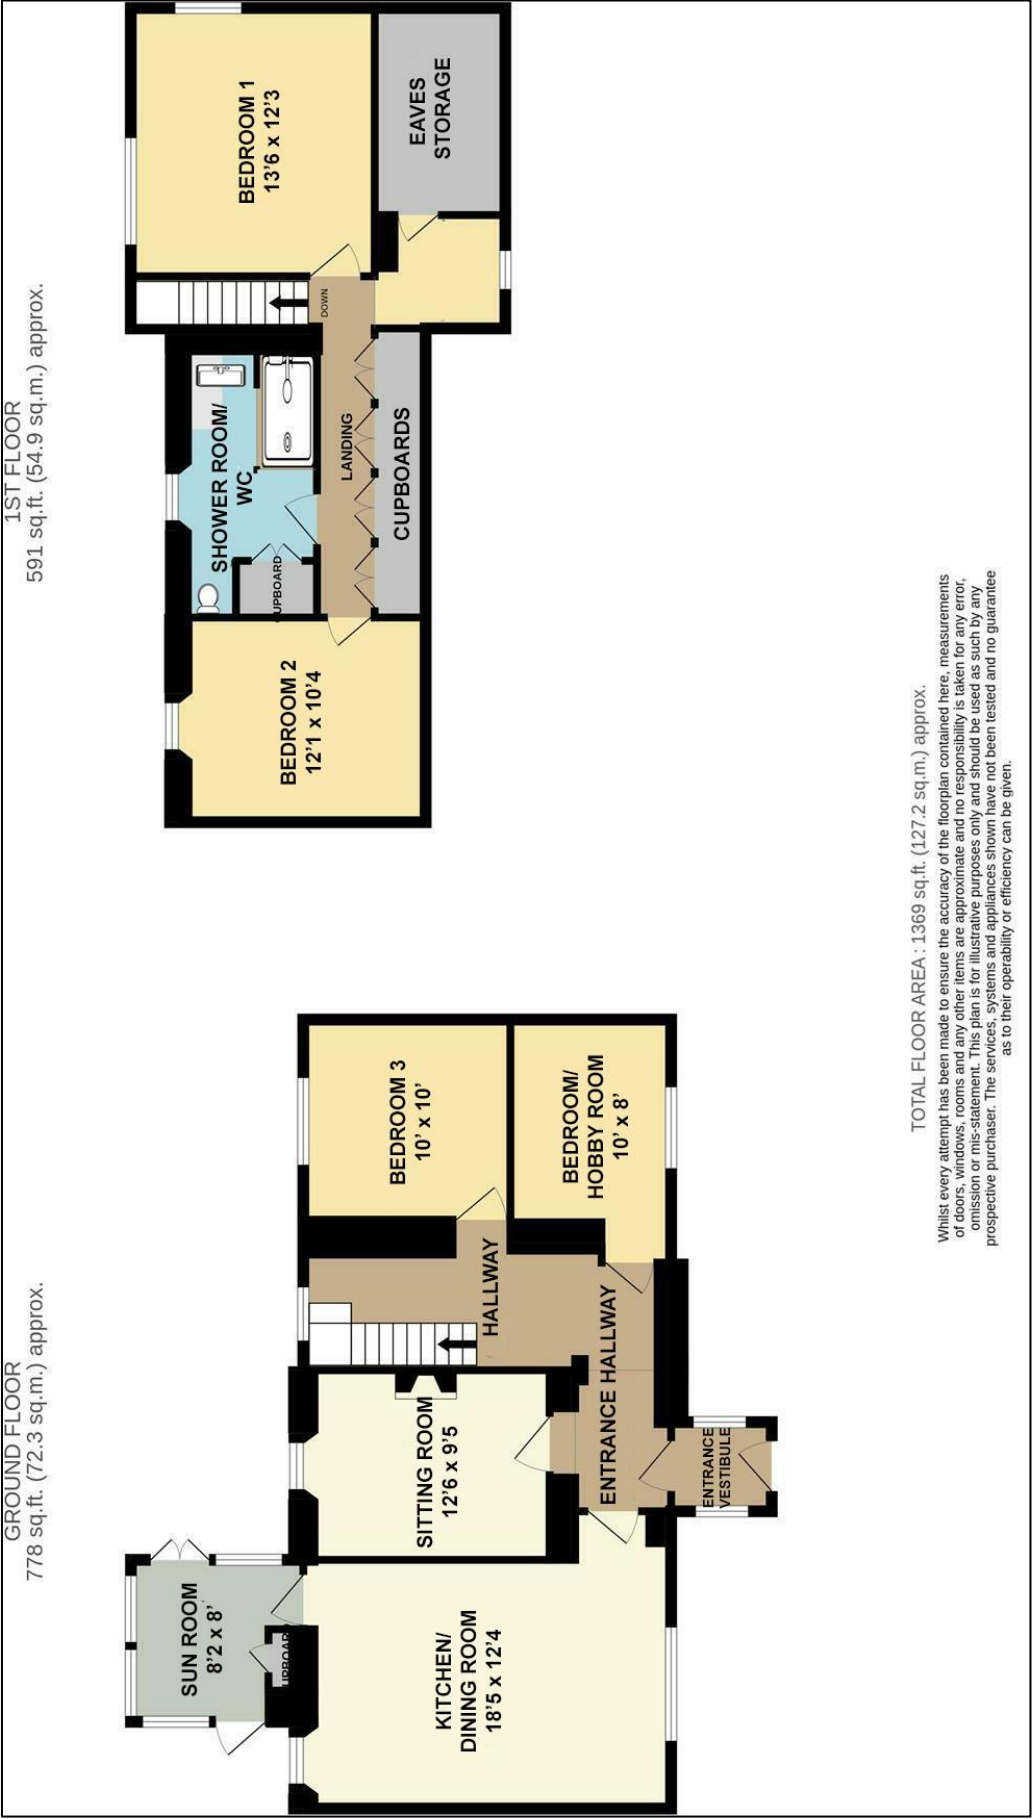 GROUND FLOOR
778 sq.ft. (72.3 sq.m.) approx.
SUN ROOM
8'2 x 8'
KITCHEN/
DINING ROOM
18'5 x 12'4
SITTING ROOM
12'6 x 9'5
ENTRANCE
VESTIBULE
ENTRANCE HALLWAY
HALLWAY
BEDROOM 3
10' x 10'
BEDROOM/
HOBBY ROOM
10' x 8'
1ST FLOOR
591 sq.ft. (54.9 sq.m.) approx.
BEDROOM 2
12'1 x 10'4
CUPBOARD
SHOWER ROOM/
WC
LANDING
CUPBOARDS
DOWN
BEDROOM 1
13'6 x 12'3
EAVES
STORAGE
TOTAL FLOOR AREA : 1369 sq.ft. (127.2 sq.m.) approx.
Whilst every attempt has been made to ensure the accuracy of the floorplan contained here, measurements
of doors, windows, rooms and any other items are approximate and no responsibility is taken for any error,
omission or mis-statement. This plan is for illustrative purposes only and should be used as such by any
prospective purchaser. The services, systems and appliances shown have not been tested and no guarantee
as to their operability or efficiency can be given.